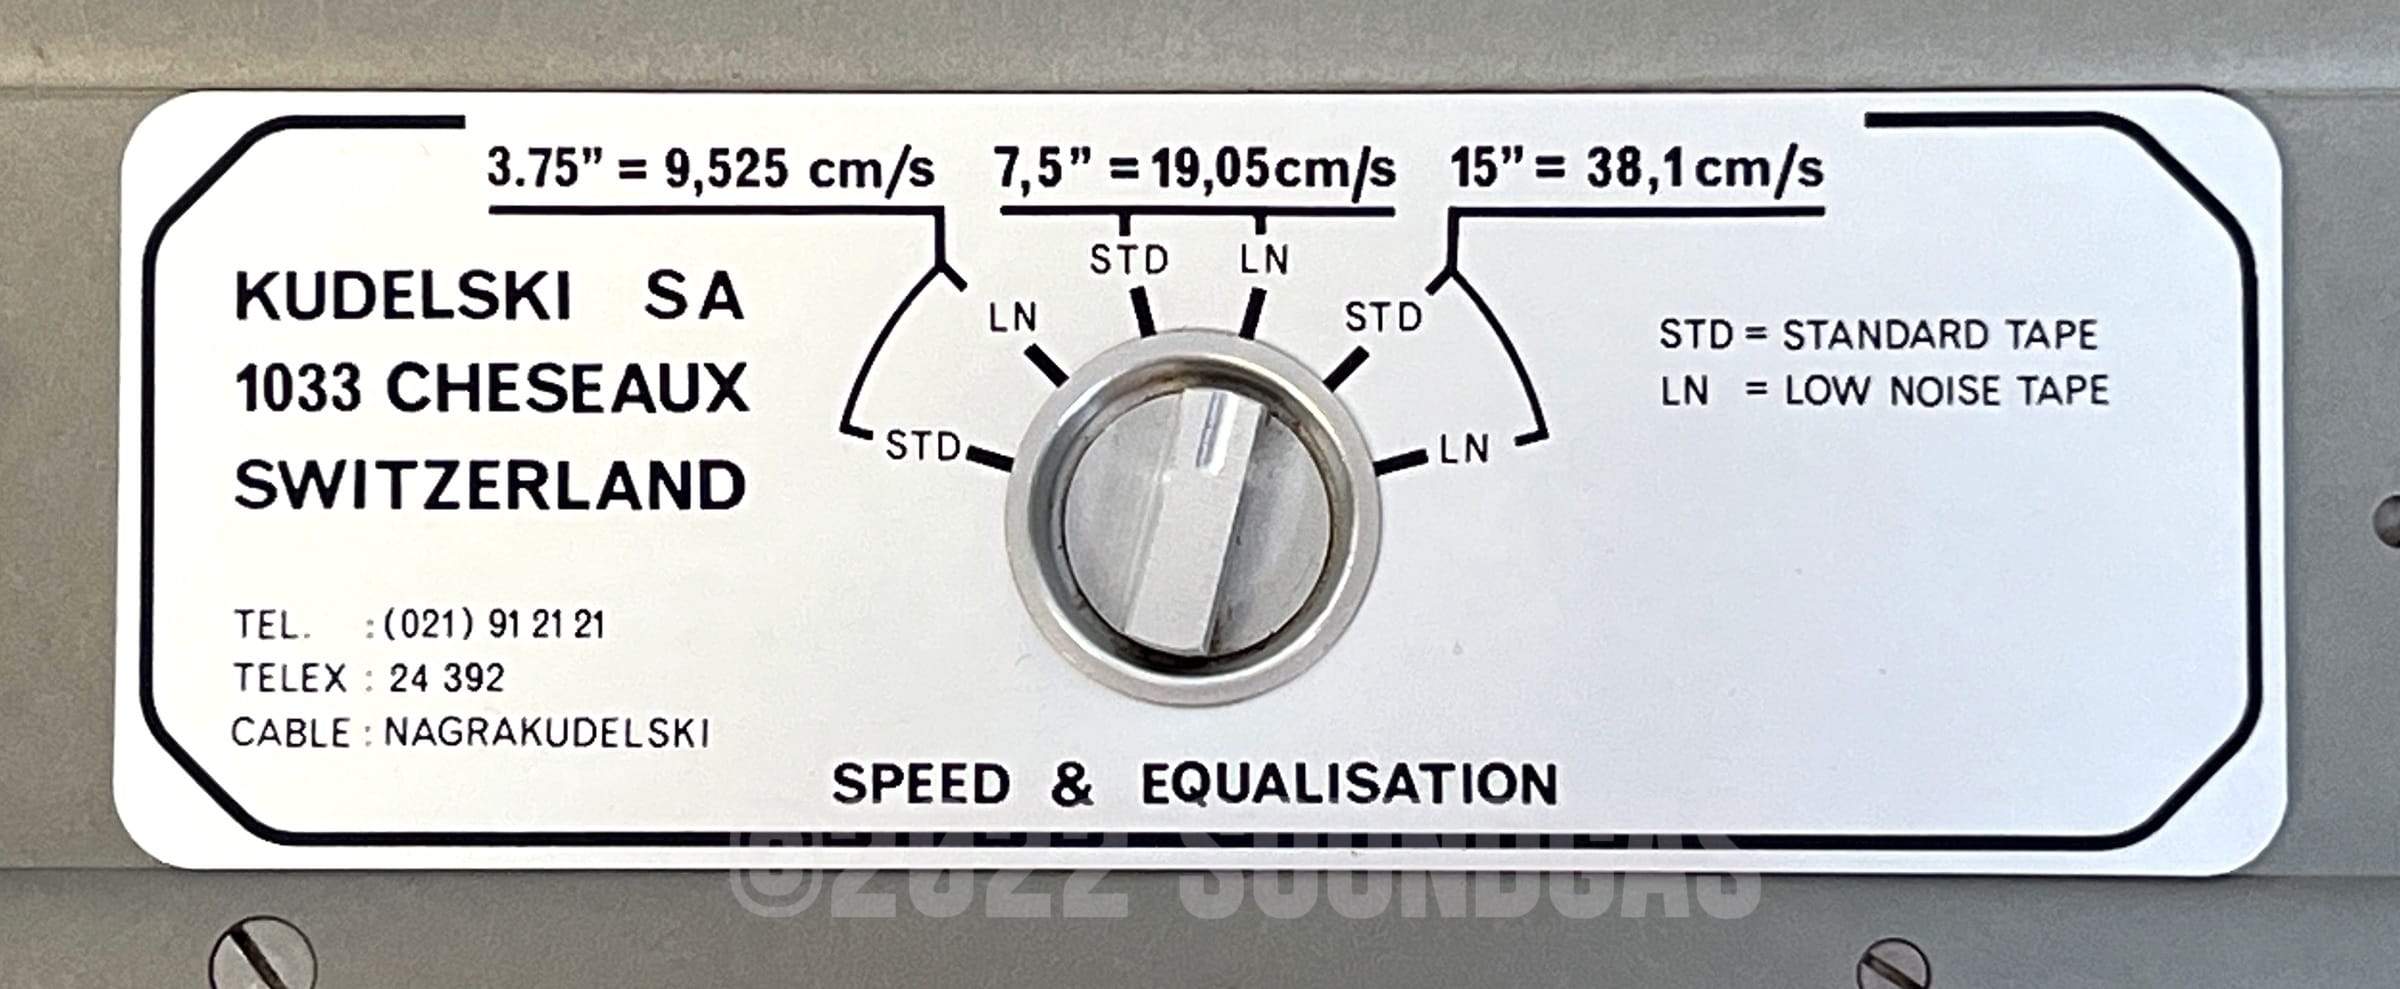 3.75” = 9,525 cm/s 7,5” = 19,05cm/s 15” = 38,1cm/s
STD LN
LN STD
STD LN
KUDELSKI SA
1033 CHESEAUX
SWITZERLAND
STD = STANDARD TAPE
LN = LOW NOISE TAPE
TEL. : (021) 91 21 21
TELEX : 24 392
CABLE : NAGRAKUDELSKI
SPEED & EQUALISATION
©2022 SOUNDGAS